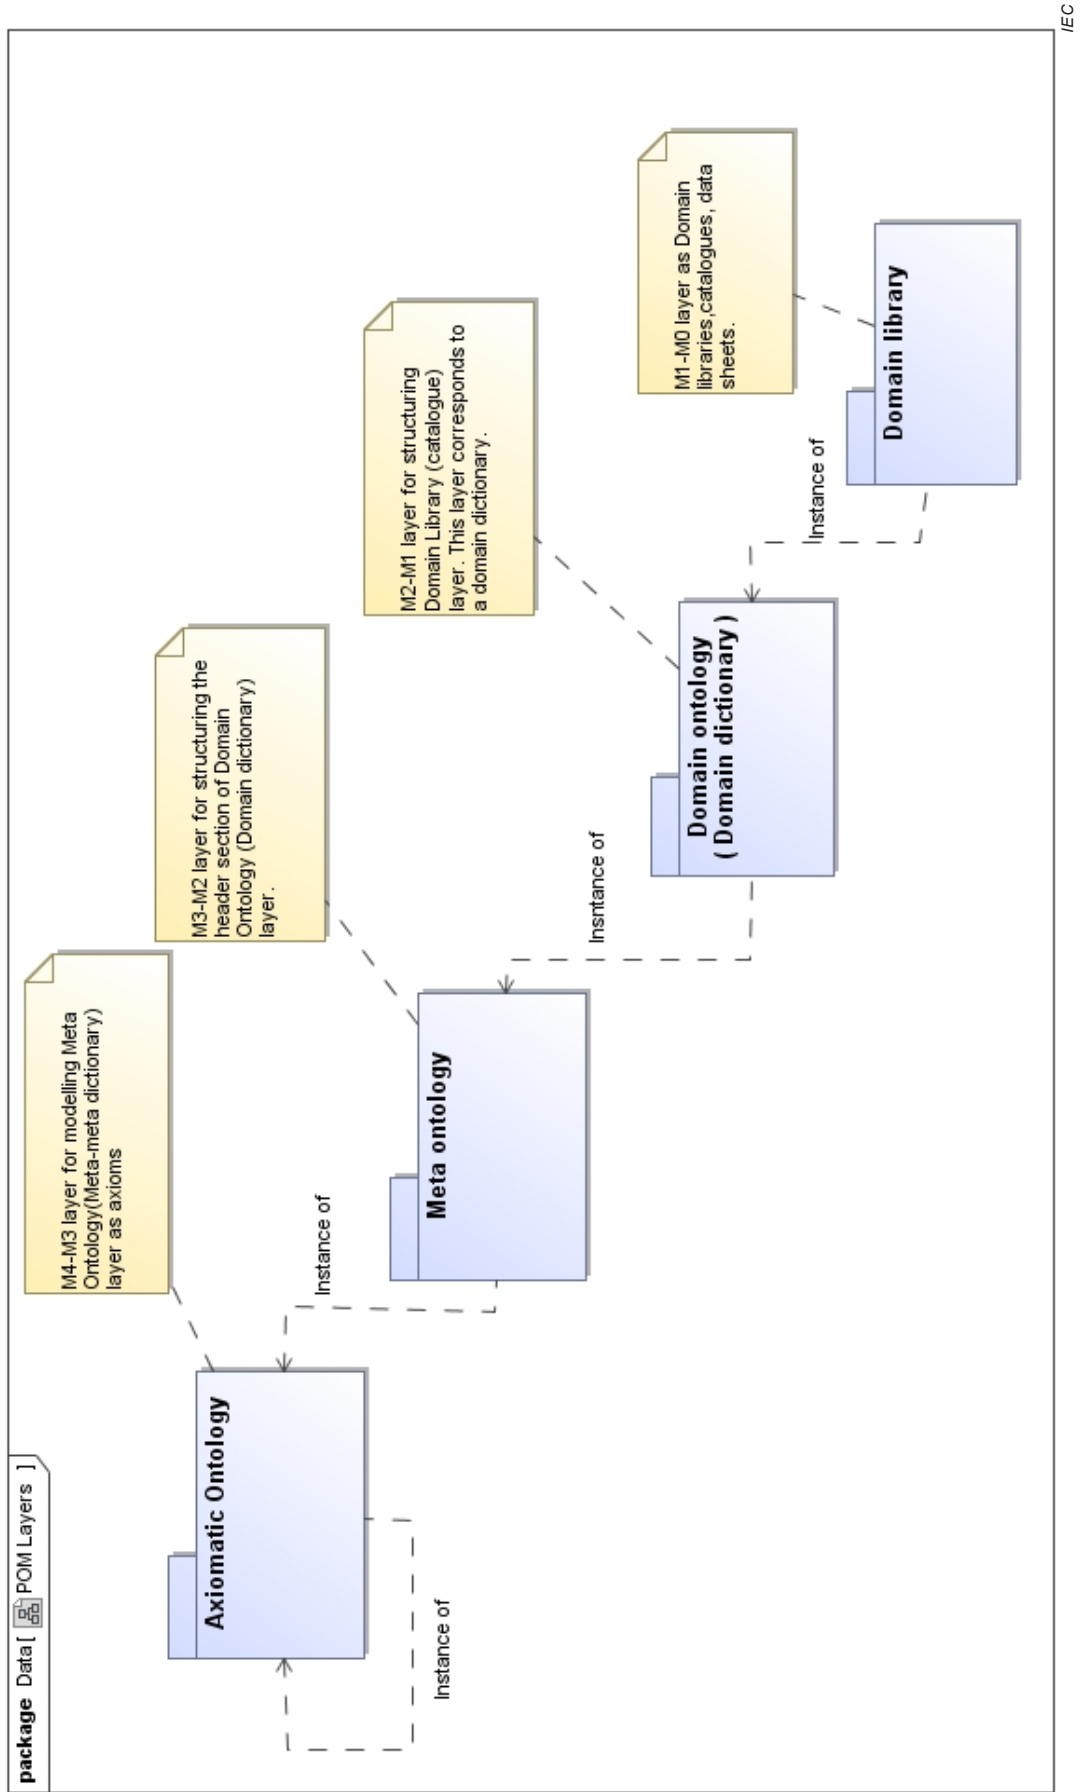 package Data [ POM Layers ]
M4-M3 layer for modelling Meta
Ontology(Meta-meta dictionary)
layer as axioms
Axiomatic Ontology
Instance of
Instance of
M3-M2 layer for structuring the
header section of Domain
Ontology (Domain dictionary)
layer.
Meta ontology
Insntance of
M2-M1 layer for structuring
Domain Library (catalogue)
layer. This layer corresponds to
a domain dictionary.
Domain ontology
( Domain dictionary )
Instance of
M1-M0 layer as Domain
libraries,catalogues, data
sheets.
Domain library
IEC